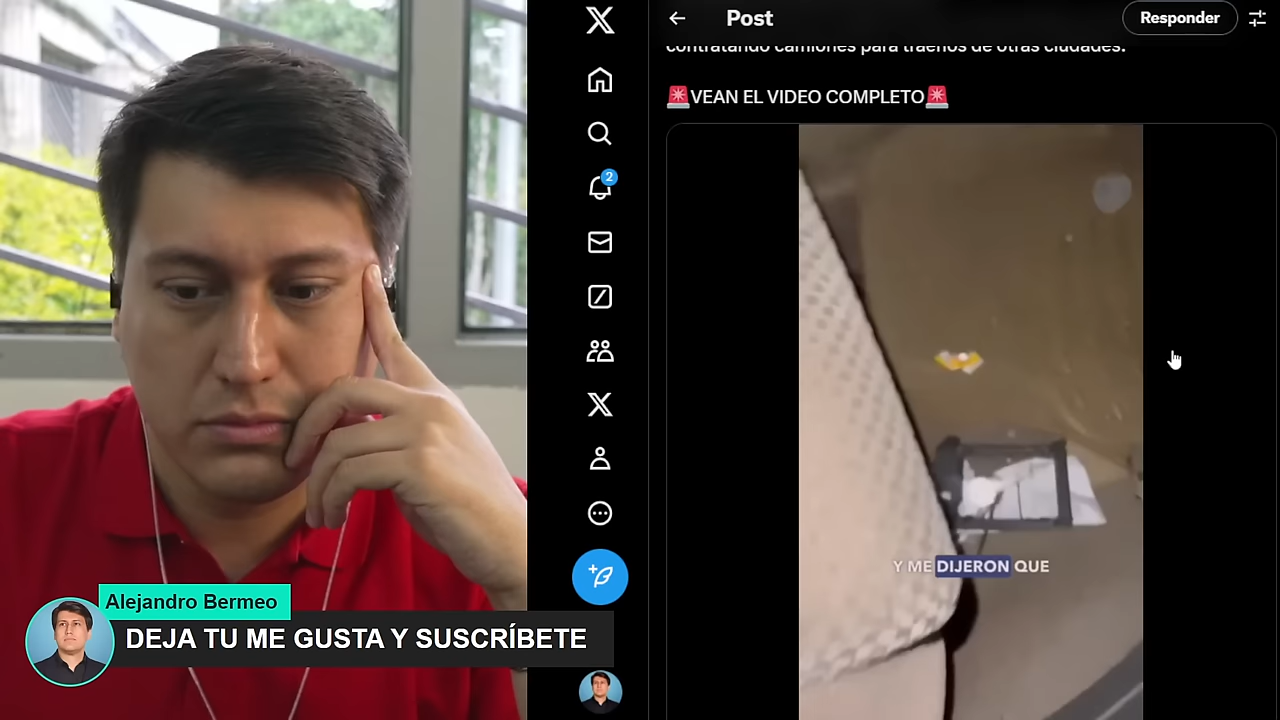 Post
Responder
contratando camiones para traerlos de otras ciudades.
🚨VEAN EL VIDEO COMPLETO🚨
2
Y ME DIJERON QUE
Alejandro Bermeo
DEJA TU ME GUSTA Y SUSCRÍBETE